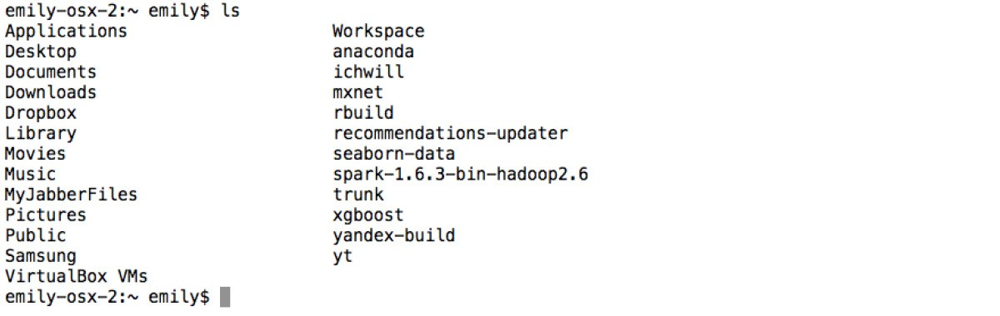 emily-osx-2:~ emily$ ls
Applications Workspace
Desktop anaconda
Documents ichwill
Downloads mxnet
Dropbox rbuild
Library recommendations-updater
Movies seaborn-data
Music spark-1.6.3-bin-hadoop2.6
MyJabberFiles trunk
Pictures xgboost
Public yandex-build
Samsung yt
VirtualBox VMs
emily-osx-2:~ emily$